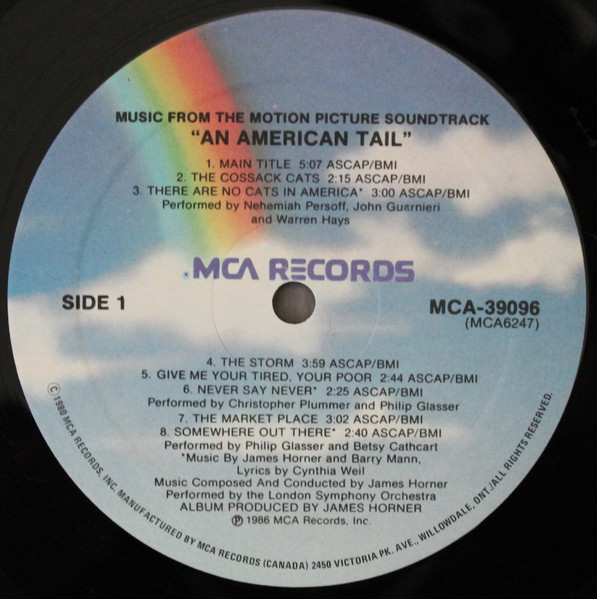 MUSIC FROM THE MOTION PICTURE SOUNDTRACK
"AN AMERICAN TAIL"
1. MAIN TITLE 5:07 ASCAP/BMI
2. THE COSSACK CATS 2:15 ASCAP/BMI
3. THERE ARE NO CATS IN AMERICA* 3:00 ASCAP/BMI
Performed by Nehemiah Persoff, John Guarnieri
and Warren Hays
MCA RECORDS
SIDE 1
MCA-39096
(MCA6247)
4. THE STORM 3:59 ASCAP/BMI
5. GIVE ME YOUR TIRED, YOUR POOR 2:44 ASCAP/BMI
6. NEVER SAY NEVER* 2:25 ASCAP/BMI
Performed by Christopher Plummer and Philip Glasser
7. THE MARKET PLACE 3:02 ASCAP/BMI
8. SOMEWHERE OUT THERE* 2:40 ASCAP/BMI
Performed by Philip Glasser and Betsy Cathcart
*Music By James Horner and Barry Mann,
Lyrics by Cynthia Weil
Music Composed And Conducted by James Horner
Performed by the London Symphony Orchestra
ALBUM PRODUCED BY JAMES HORNER
℗ 1986 MCA Records, Inc.
© 1980 MCA RECORDS, INC. MANUFACTURED BY MCA RECORDS (CANADA) 2450 VICTORIA PK. AVE., WILLOWDALE, ONT./ALL RIGHTS RESERVED.